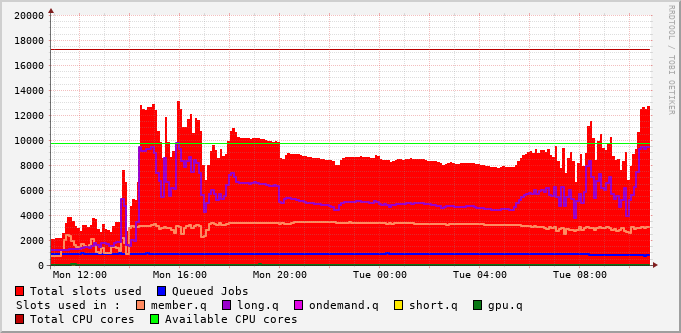 RRDTOOL / TOBI OETIKER
20000
18000
16000
14000
12000
10000
8000
6000
4000
2000
0
Mon 12:00 Mon 16:00 Mon 20:00 Tue 00:00 Tue 04:00 Tue 08:00
Total slots used Queued Jobs
Slots used in : member.q long.q ondemand.q short.q gpu.q
Total CPU cores Available CPU cores